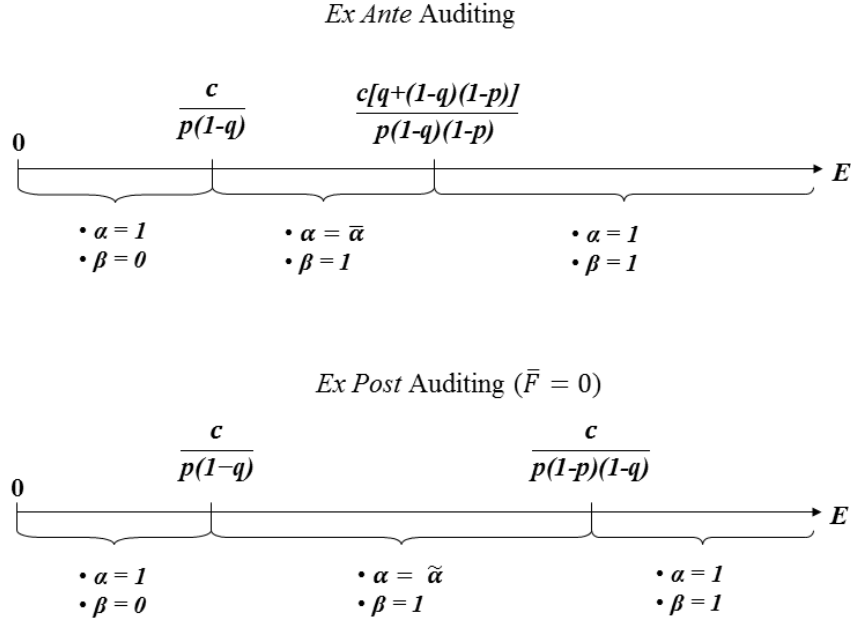 Ex Ante Auditing
c
p(1-q)
c[q+(1-q)(1-p)]
p(1-q)(1-p)
0
E
• α = 1
• β = 0
• α = ᾱ
• β = 1
• α = 1
• β = 1
Ex Post Auditing (F̄ = 0)
c
p(1−q)
c
p(1-p)(1-q)
0
E
• α = 1
• β = 0
• α = α̃
• β = 1
• α = 1
• β = 1